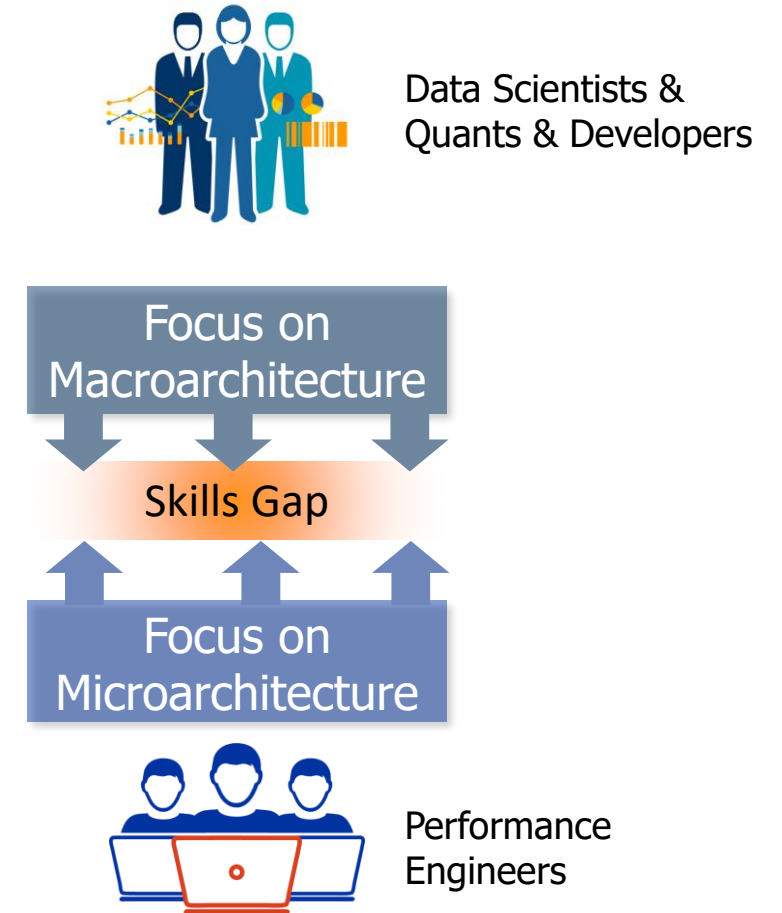 Data Scientists &
Quants & Developers
Focus on
Macroarchitecture
Skills Gap
Focus on
Microarchitecture
Performance
Engineers